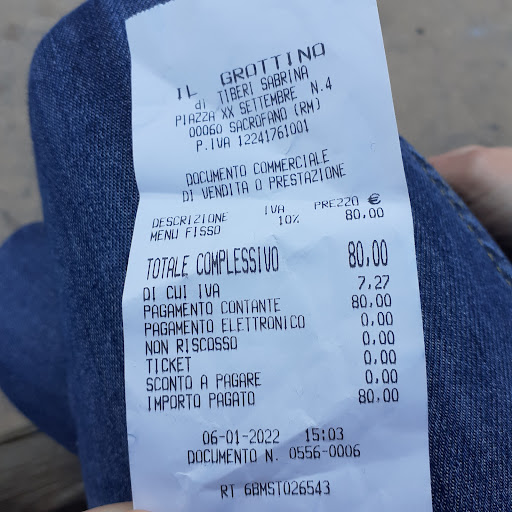 IL GROTTINO
di TIBERI SABRINA
PIAZZA XX SETTEMBRE N.4
00060 SACROFANO (RM)
P.IVA 12241761001
DOCUMENTO COMMERCIALE
DI VENDITA O PRESTAZIONE
DESCRIZIONE IVA PREZZO €
MENU FISSO 10% 80,00
TOTALE COMPLESSIVO 80,00
DI CUI IVA 7,27
PAGAMENTO CONTANTE 80,00
PAGAMENTO ELETTRONICO 0,00
NON RISCOSSO 0,00
TICKET 0,00
SCONTO A PAGARE 0,00
IMPORTO PAGATO 80,00
06-01-2022 15:03
DOCUMENTO N. 0556-0006
RT 6BMST026543